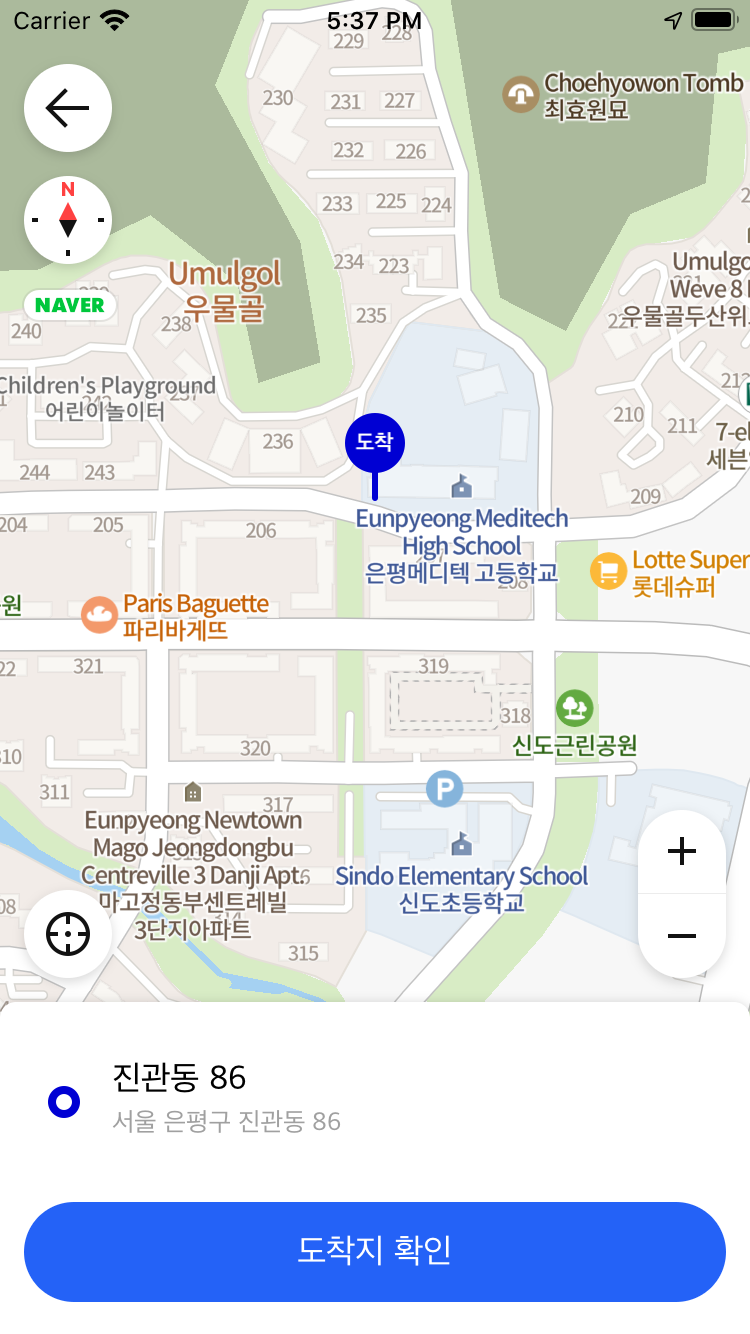 Carrier
5:37 PM
229
228
230
231
227
Choehyowon Tomb
최효원묘
232
226
N
233
225
224
Umulgol
우물골
234
223
NAVER
235
238
240
Children's Playground
어린이놀이터
210
211
236
도착
244
243
7-el
세븐
209
204
205
206
Eunpyeong Meditech
High School
은평메디텍 고등학교
208
Lotte Super
롯데슈퍼
원
Paris Baguette
파리바게뜨
22
321
319
318
신도근린공원
320
310
311
317
P
Eunpyeong Newtown
Mago Jeongdongbu
Centreville 3 Danji Apt.
마고정동부센트레빌
3단지아파트
Sindo Elementary School
신도초등학교
315
우물골두산위
Umulgo
Weve 8
진관동 86
서울 은평구 진관동 86
도착지 확인